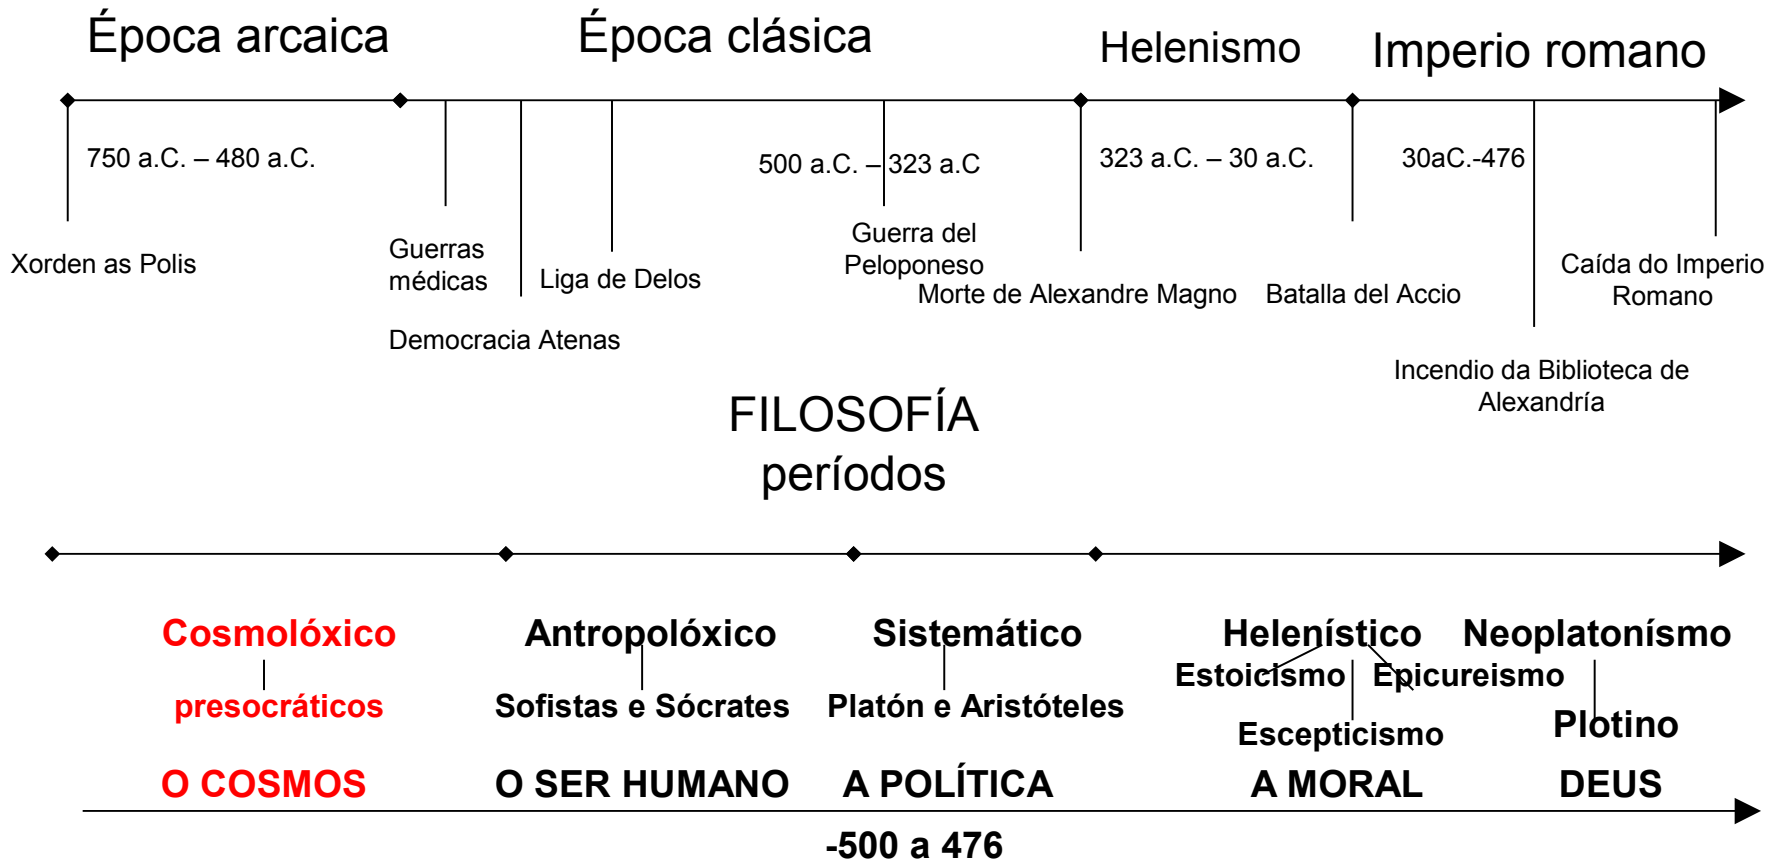 Época arcaica
Época clásica
Helenismo
Imperio romano
750 a.C. – 480 a.C.
500 a.C. – 323 a.C
323 a.C. – 30 a.C.
30aC.-476
Xorden as Polis
Guerras
médicas
Democracia Atenas
Liga de Delos
Guerra del
Peloponeso
Morte de Alexandre Magno
Batalla del Accio
Caída do Imperio
Romano
Incendio da Biblioteca de
Alexandría
FILOSOFÍA
períodos
Cosmolóxico
Antropolóxico
Sistemático
Helenístico
Neoplatonísmo
Estoicismo
Epicureismo
presocráticos
Sofistas e Sócrates
Platón e Aristóteles
Escepticismo
Plotino
O COSMOS
O SER HUMANO
A POLÍTICA
A MORAL
DEUS
-500 a 476